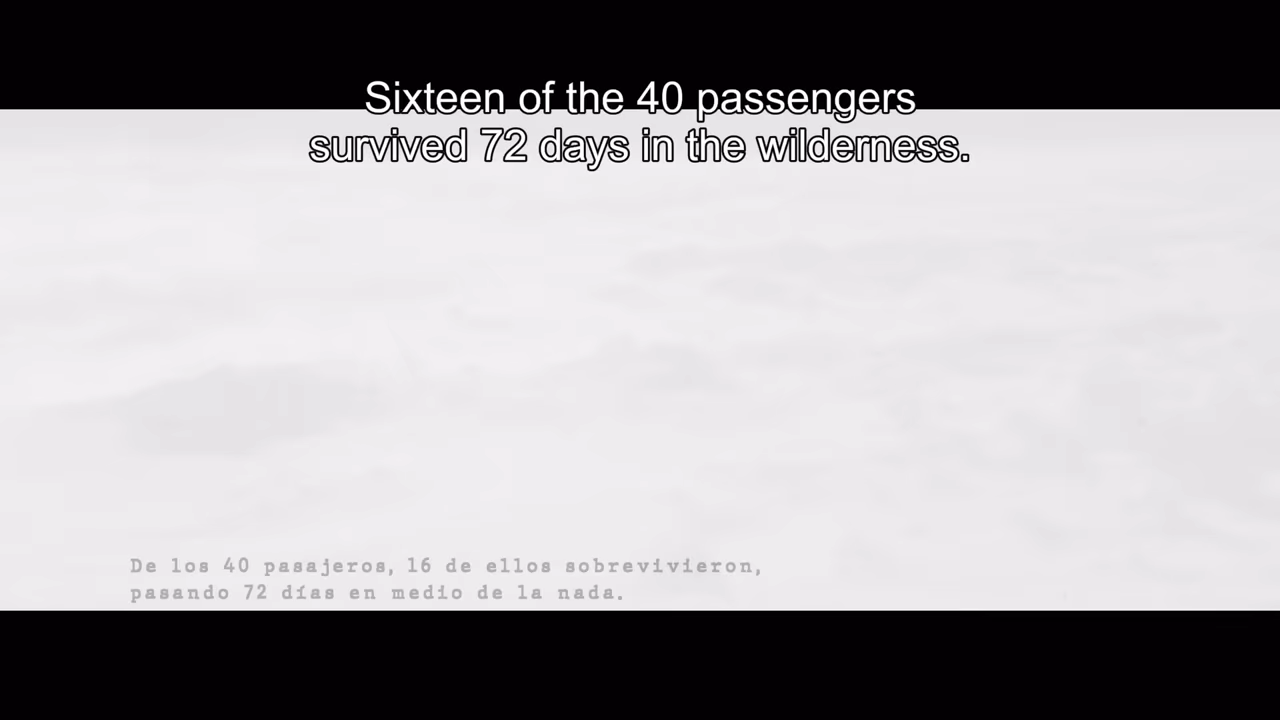 Sixteen of the 40 passengers
survived 72 days in the wilderness.
De los 40 pasajeros, 16 de ellos sobrevivieron,
pasando 72 días en medio de la nada.